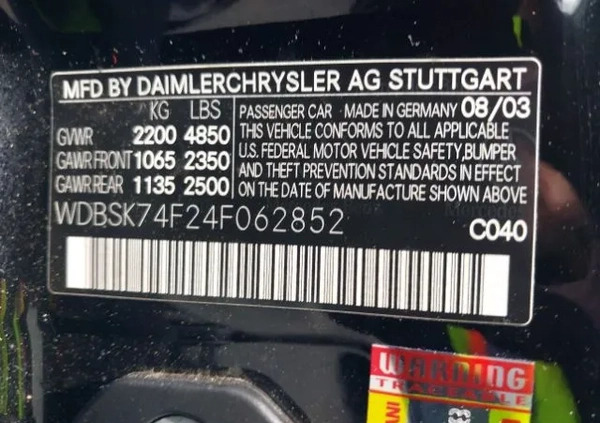 MFD BY DAIMLERCHRYSLER AG STUTTGART
KG LBS
GVWR 2200 4850
GAWR FRONT 1065 2350
GAWR REAR 1135 2500
PASSENGER CAR MADE IN GERMANY 08/03
THIS VEHICLE CONFORMS TO ALL APPLICABLE
U.S. FEDERAL MOTOR VEHICLE SAFETY,BUMPER
AND THEFT PREVENTION STANDARDS IN EFFECT
ON THE DATE OF MANUFACTURE SHOWN ABOVE
WDBSK74F24F062852
C040
WARNING
TRACEABLE